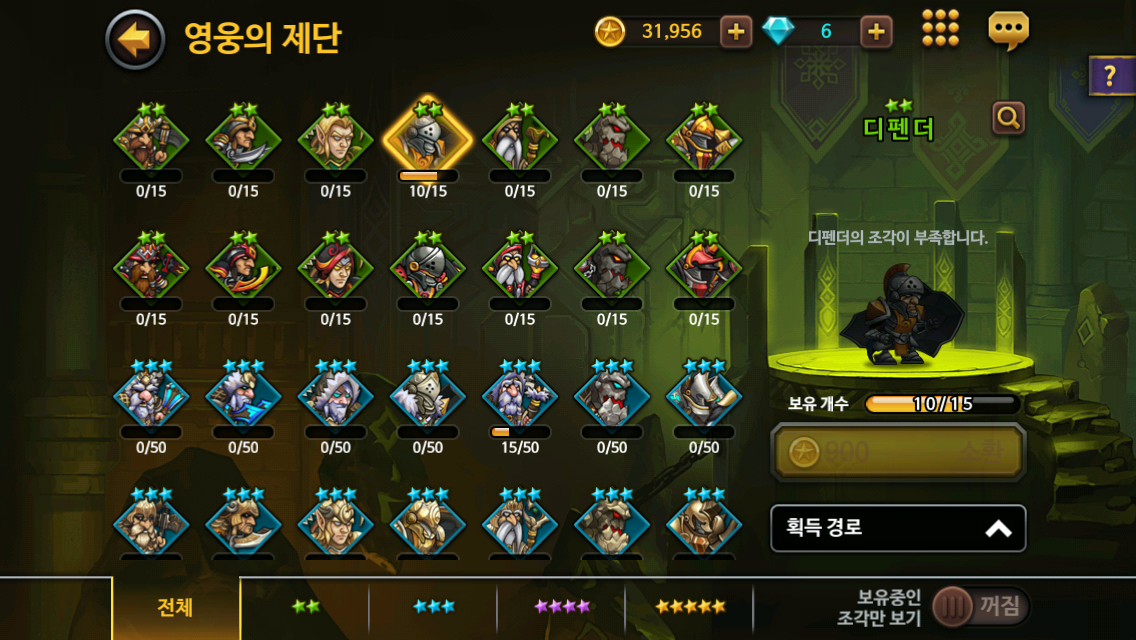 영웅의 제단
31,956
6
?
디펜더
0/15 0/15 0/15 10/15 0/15 0/15 0/15
디펜더의 조각이 부족합니다.
0/15 0/15 0/15 0/15 0/15 0/15 0/15
보유 개수 10/15
0/50 0/50 0/50 0/50 15/50 0/50 0/50
900 소환
획득 경로
전체
보유중인
조각만 보기
꺼짐